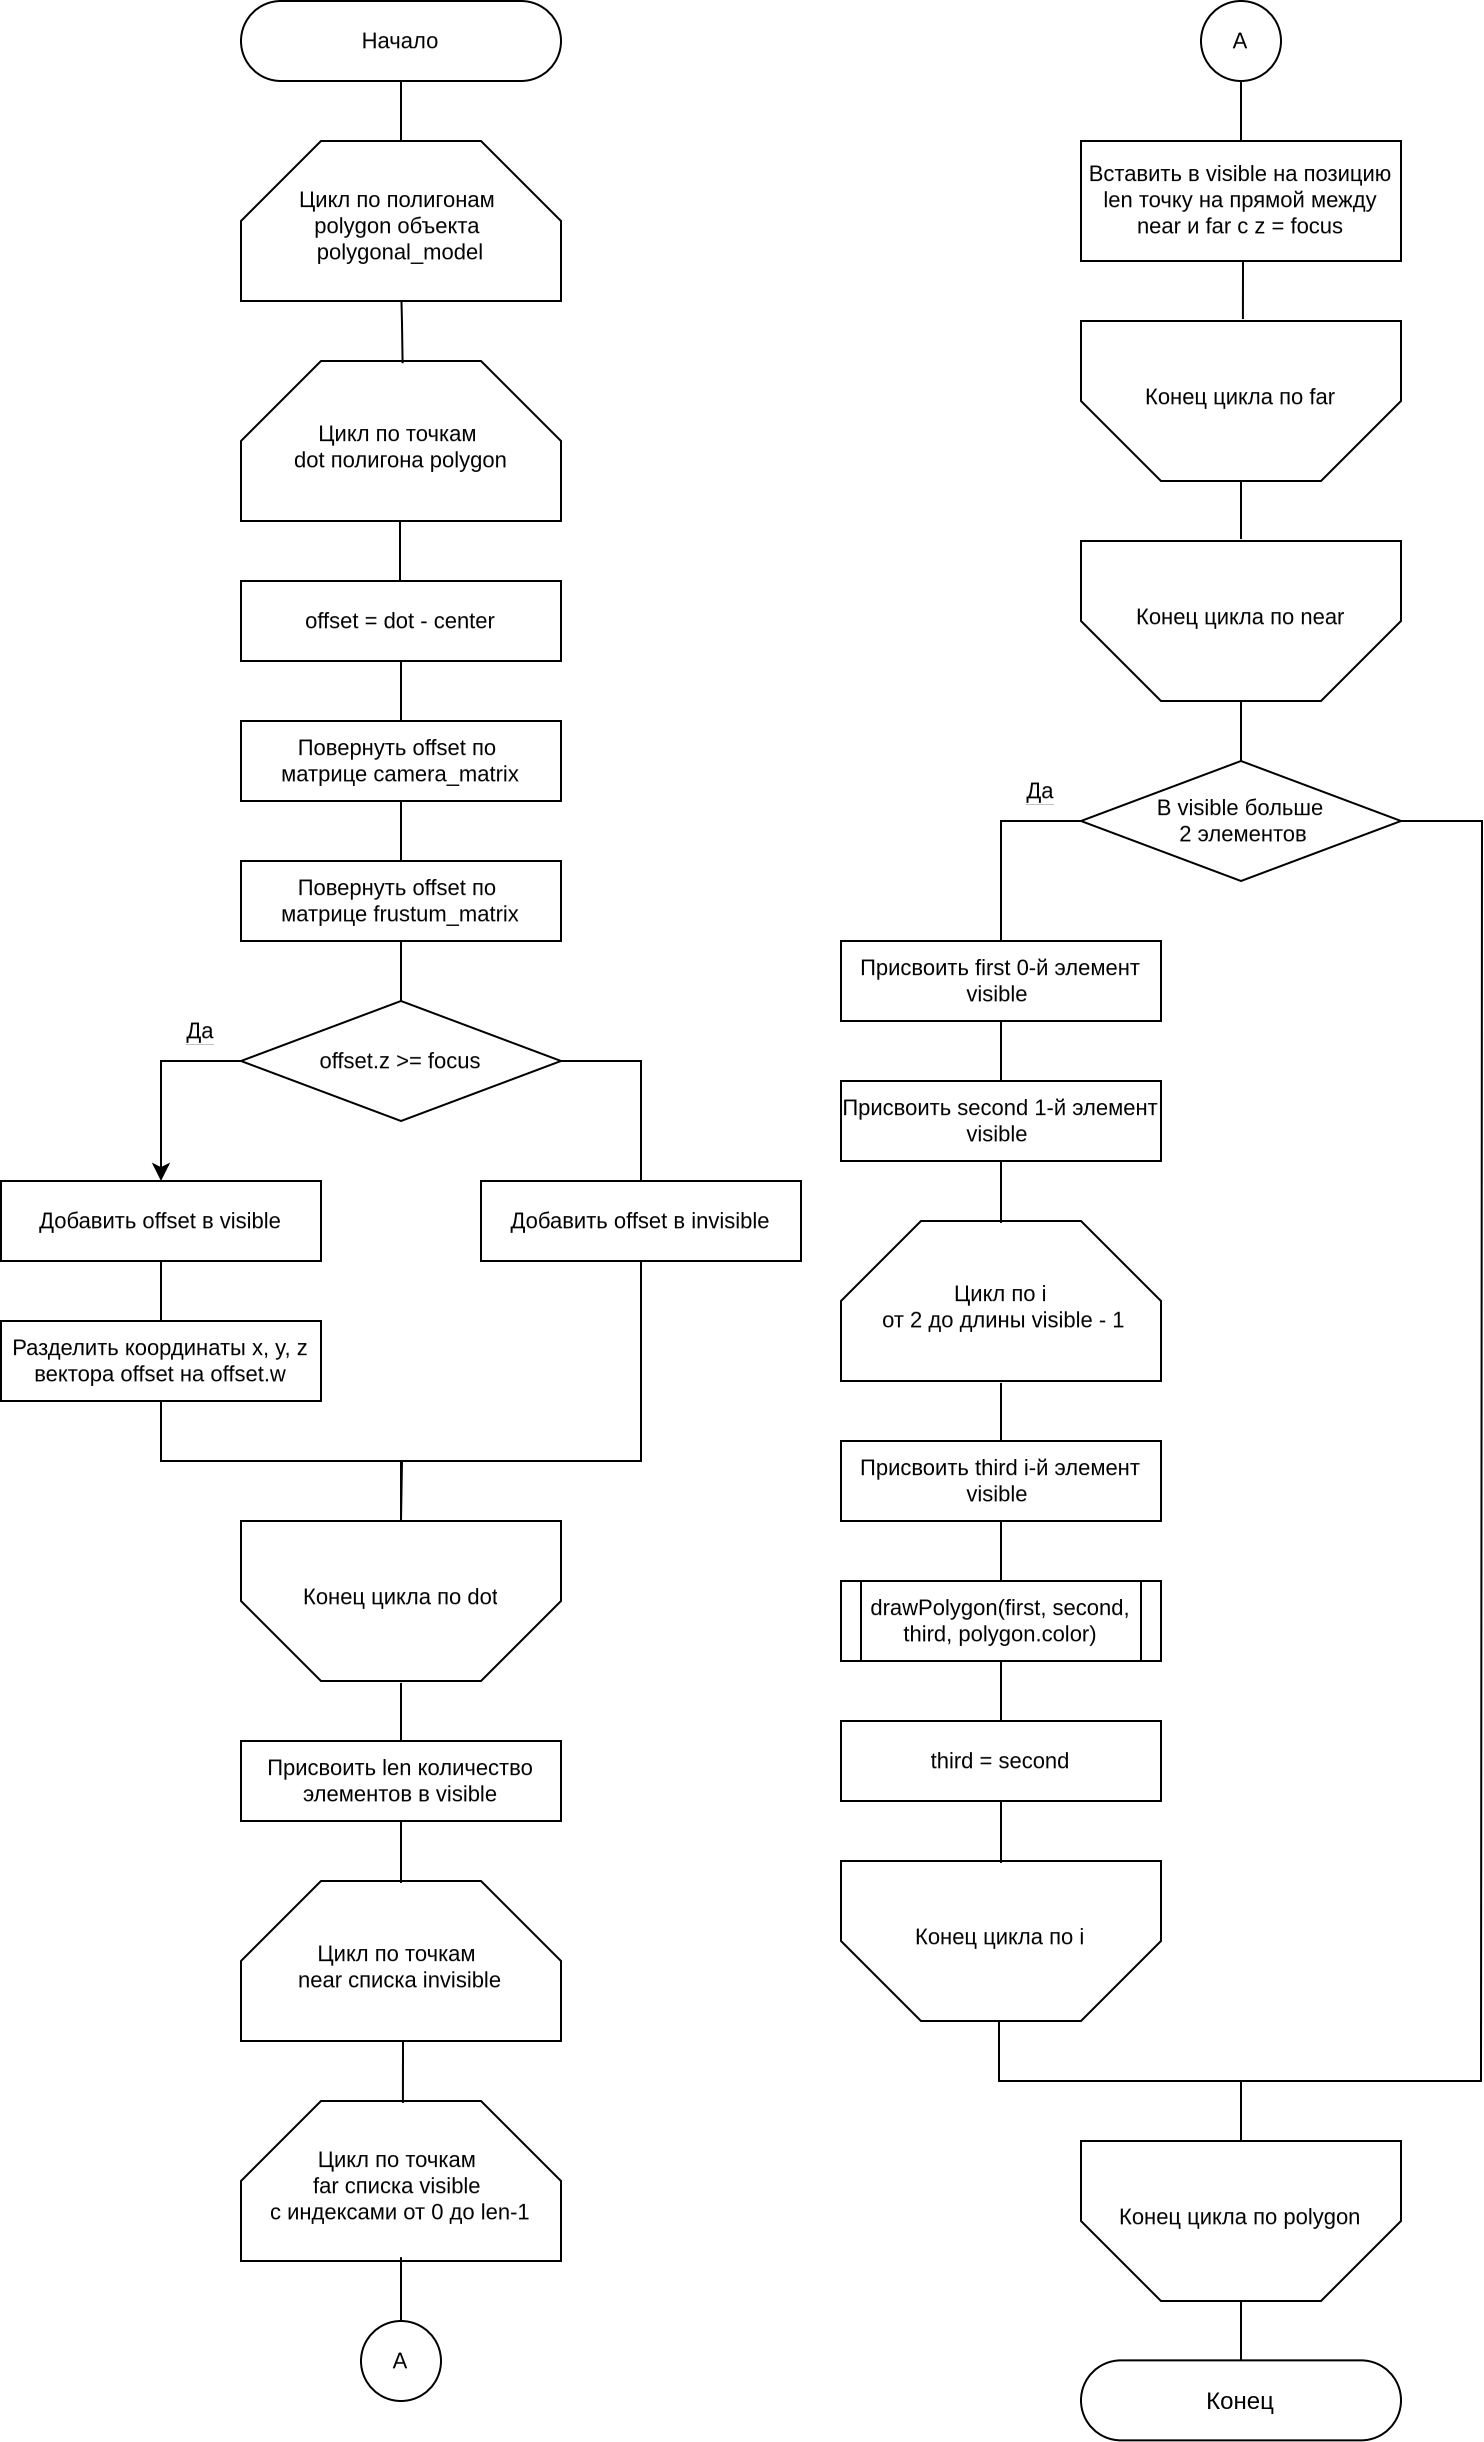 Начало
Цикл по полигонам
polygon объекта
polygonal_model
Цикл по точкам
dot полигона polygon
offset = dot - center
Повернуть offset по
матрице camera_matrix
Повернуть offset по
матрице frustum_matrix
Да
offset.z >= focus
Добавить offset в visible
Добавить offset в invisible
Разделить координаты x, y, z
вектора offset на offset.w
Конец цикла по dot
Присвоить len количество
элементов в visible
Цикл по точкам
near списка invisible
Цикл по точкам
far списка visible
с индексами от 0 до len-1
A
A
Вставить в visible на позицию
len точку на прямой между
near и far с z = focus
Конец цикла по far
Конец цикла по near
Да
В visible больше
2 элементов
Присвоить first 0-й элемент
visible
Присвоить second 1-й элемент
visible
Цикл по i
от 2 до длины visible - 1
Присвоить third i-й элемент
visible
drawPolygon(first, second,
third, polygon.color)
third = second
Конец цикла по i
Конец цикла по polygon
Конец